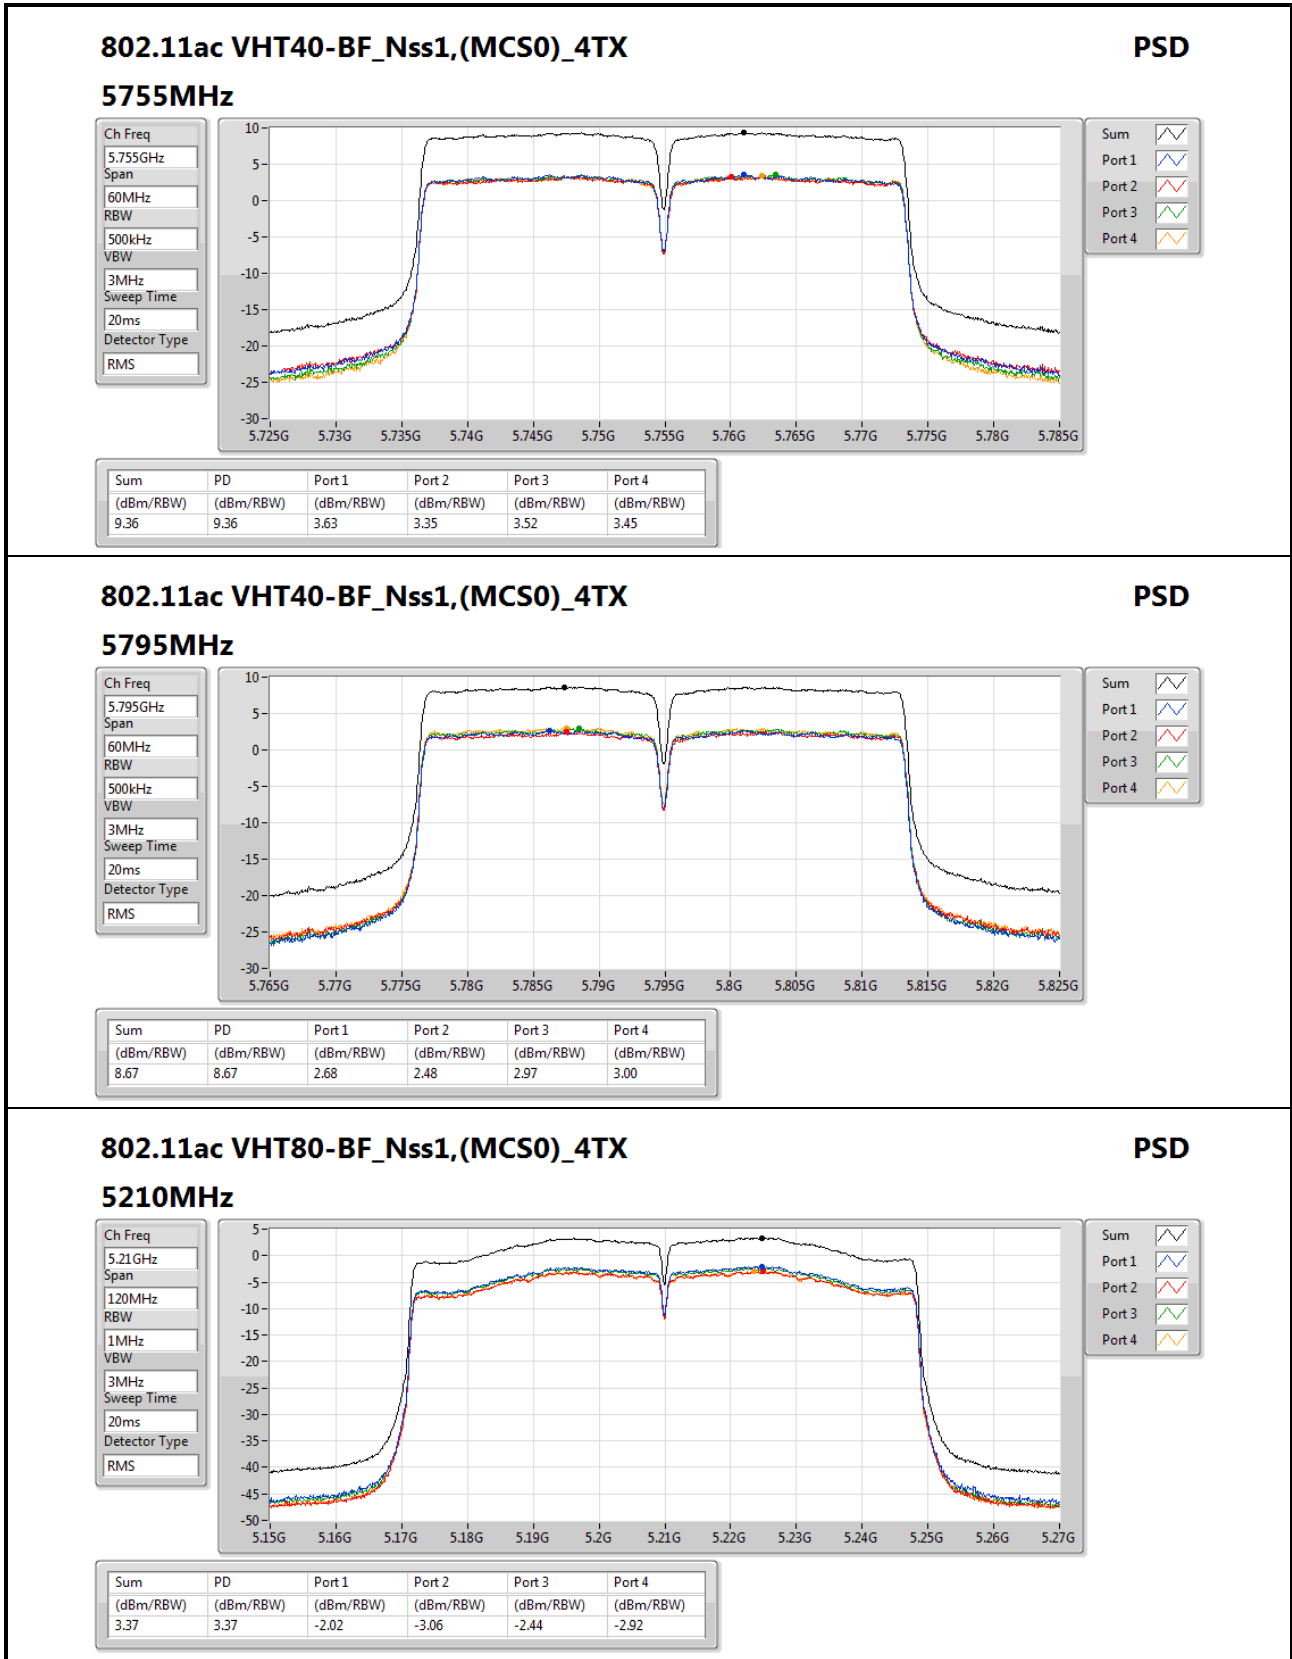 802.11ac VHT40-BF_Nss1,(MCS0)_4TX PSD
5755MHz
Ch Freq
5.755GHz
Span
60MHz
RBW
500kHz
VBW
3MHz
Sweep Time
20ms
Detector Type
RMS
10
5
0
-5
-10
-15
-20
-25
-30
5.725G 5.73G 5.735G 5.74G 5.745G 5.75G 5.755G 5.76G 5.765G 5.77G 5.775G 5.78G 5.785G
Sum
Port 1
Port 2
Port 3
Port 4
Sum PD Port 1 Port 2 Port 3 Port 4
(dBm/RBW) (dBm/RBW) (dBm/RBW) (dBm/RBW) (dBm/RBW) (dBm/RBW)
9.36 9.36 3.63 3.35 3.52 3.45
802.11ac VHT40-BF_Nss1,(MCS0)_4TX PSD
5795MHz
Ch Freq
5.795GHz
Span
60MHz
RBW
500kHz
VBW
3MHz
Sweep Time
20ms
Detector Type
RMS
10
5
0
-5
-10
-15
-20
-25
-30
5.765G 5.77G 5.775G 5.78G 5.785G 5.79G 5.795G 5.8G 5.805G 5.81G 5.815G 5.82G 5.825G
Sum
Port 1
Port 2
Port 3
Port 4
Sum PD Port 1 Port 2 Port 3 Port 4
(dBm/RBW) (dBm/RBW) (dBm/RBW) (dBm/RBW) (dBm/RBW) (dBm/RBW)
8.67 8.67 2.68 2.48 2.97 3.00
802.11ac VHT80-BF_Nss1,(MCS0)_4TX PSD
5210MHz
Ch Freq
5.21GHz
Span
120MHz
RBW
1MHz
VBW
3MHz
Sweep Time
20ms
Detector Type
RMS
5
0
-5
-10
-15
-20
-25
-30
-35
-40
-45
-50
5.15G 5.16G 5.17G 5.18G 5.19G 5.2G 5.21G 5.22G 5.23G 5.24G 5.25G 5.26G 5.27G
Sum
Port 1
Port 2
Port 3
Port 4
Sum PD Port 1 Port 2 Port 3 Port 4
(dBm/RBW) (dBm/RBW) (dBm/RBW) (dBm/RBW) (dBm/RBW) (dBm/RBW)
3.37 3.37 -2.02 -3.06 -2.44 -2.92